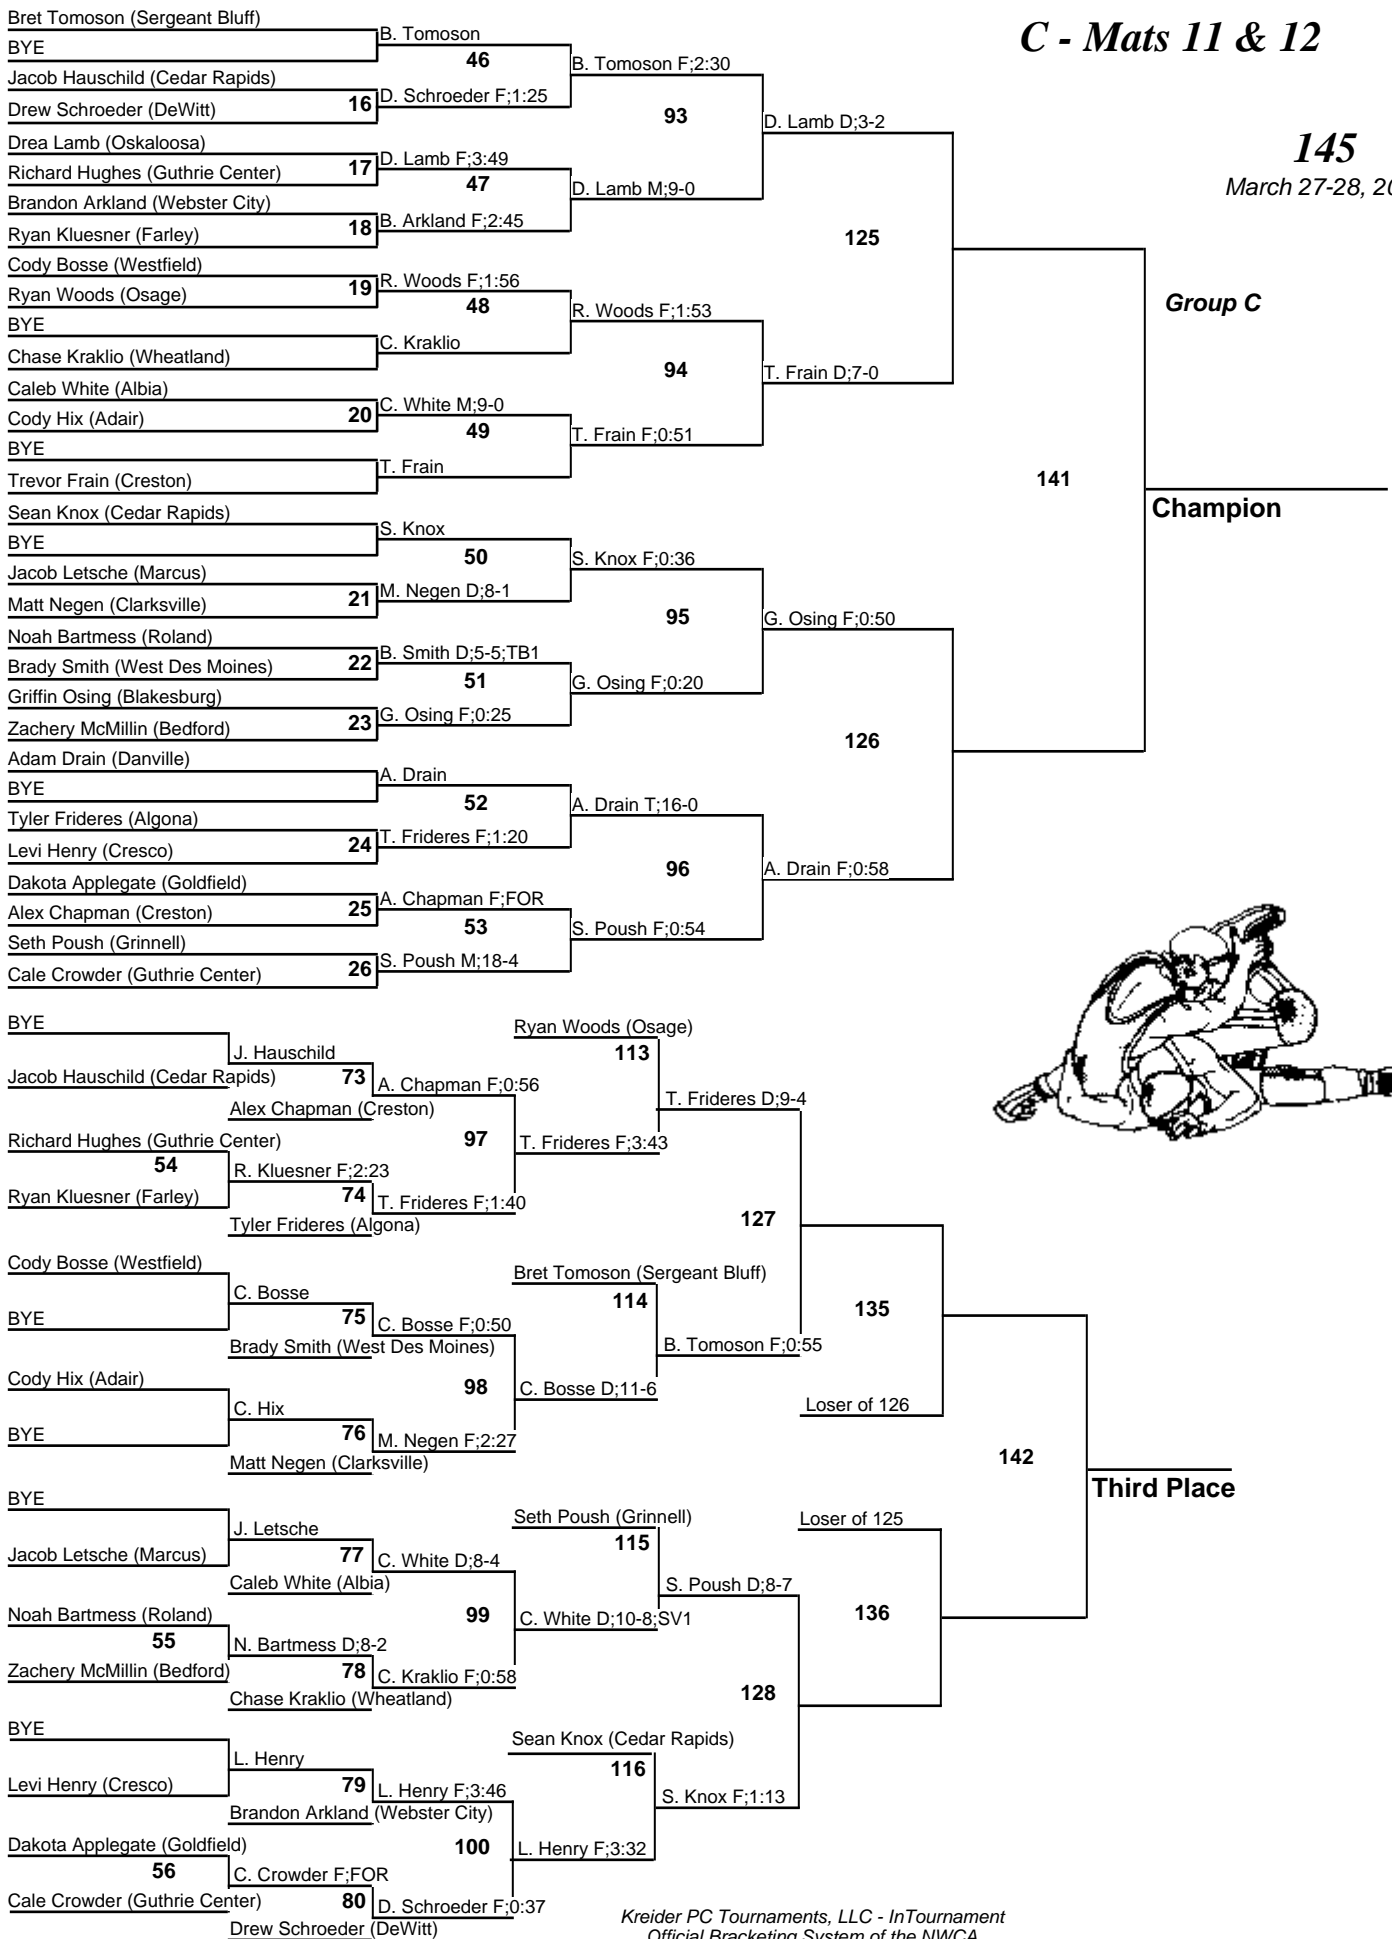 Bret Tomoson (Sergeant Bluff)
BYE
B. Tomoson
46
Jacob Hauschild (Cedar Rapids)
Drew Schroeder (DeWitt)
16
D. Schroeder F;1:25
B. Tomoson F;2:30
93
Drea Lamb (Oskaloosa)
Richard Hughes (Guthrie Center)
17
D. Lamb F;3:49
47
Brandon Arkland (Webster City)
Ryan Kluesner (Farley)
18
B. Arkland F;2:45
D. Lamb M;9-0
D. Lamb D;3-2
125
Cody Bosse (Westfield)
Ryan Woods (Osage)
19
R. Woods F;1:56
48
BYE
Chase Kraklio (Wheatland)
C. Kraklio
R. Woods F;1:53
94
Caleb White (Albia)
Cody Hix (Adair)
20
C. White M;9-0
49
BYE
Trevor Frain (Creston)
T. Frain
T. Frain F;0:51
T. Frain D;7-0
141
Champion
Sean Knox (Cedar Rapids)
BYE
S. Knox
50
Jacob Letsche (Marcus)
Matt Negen (Clarksville)
21
M. Negen D;8-1
S. Knox F;0:36
95
Noah Bartmess (Roland)
Brady Smith (West Des Moines)
22
B. Smith D;5-5;TB1
51
Griffin Osing (Blakesburg)
Zachery McMillin (Bedford)
23
G. Osing F;0:25
G. Osing F;0:20
G. Osing F;0:50
126
Adam Drain (Danville)
BYE
A. Drain
52
Tyler Frideres (Algona)
Levi Henry (Cresco)
24
T. Frideres F;1:20
A. Drain T;16-0
96
Dakota Applegate (Goldfield)
Alex Chapman (Creston)
25
A. Chapman F;FOR
53
Seth Poush (Grinnell)
Cale Crowder (Guthrie Center)
26
S. Poush M;18-4
S. Poush F;0:54
A. Drain F;0:58
C - Mats 11 & 12
145
March 27-28, 20
Group C
BYE
Jacob Hauschild (Cedar Rapids)
J. Hauschild
73
Alex Chapman (Creston)
A. Chapman F;0:56
97
Richard Hughes (Guthrie Center)
54
Ryan Kluesner (Farley)
R. Kluesner F;2:23
74
Tyler Frideres (Algona)
T. Frideres F;1:40
T. Frideres F;3:43
Ryan Woods (Osage)
113
T. Frideres D;9-4
127
Cody Bosse (Westfield)
BYE
C. Bosse
75
Brady Smith (West Des Moines)
C. Bosse F;0:50
98
Cody Hix (Adair)
BYE
C. Hix
76
Matt Negen (Clarksville)
M. Negen F;2:27
C. Bosse D;11-6
Bret Tomoson (Sergeant Bluff)
114
B. Tomoson F;0:55
135
Loser of 126
142
Third Place
BYE
Jacob Letsche (Marcus)
J. Letsche
77
Caleb White (Albia)
C. White D;8-4
99
Noah Bartmess (Roland)
55
Zachery McMillin (Bedford)
N. Bartmess D;8-2
78
Chase Kraklio (Wheatland)
C. Kraklio F;0:58
C. White D;10-8;SV1
Seth Poush (Grinnell)
115
S. Poush D;8-7
128
Loser of 125
136
BYE
Levi Henry (Cresco)
L. Henry
79
Brandon Arkland (Webster City)
L. Henry F;3:46
100
Dakota Applegate (Goldfield)
56
Cale Crowder (Guthrie Center)
C. Crowder F;FOR
80
Drew Schroeder (DeWitt)
D. Schroeder F;0:37
L. Henry F;3:32
Sean Knox (Cedar Rapids)
116
S. Knox F;1:13
Kreider PC Tournaments, LLC - InTournament
Official Bracketing System of the NWCA